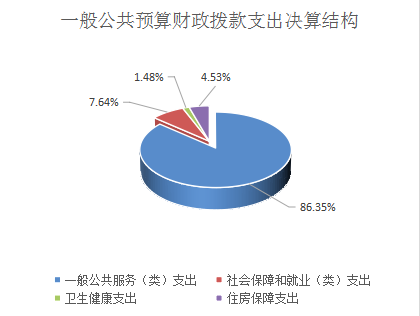 一般公共预算财政拨款支出决算结构
1.48%
4.53%
7.64%
86.35%
一般公共服务（类）支出
社会保障和就业（类）支出
卫生健康支出
住房保障支出